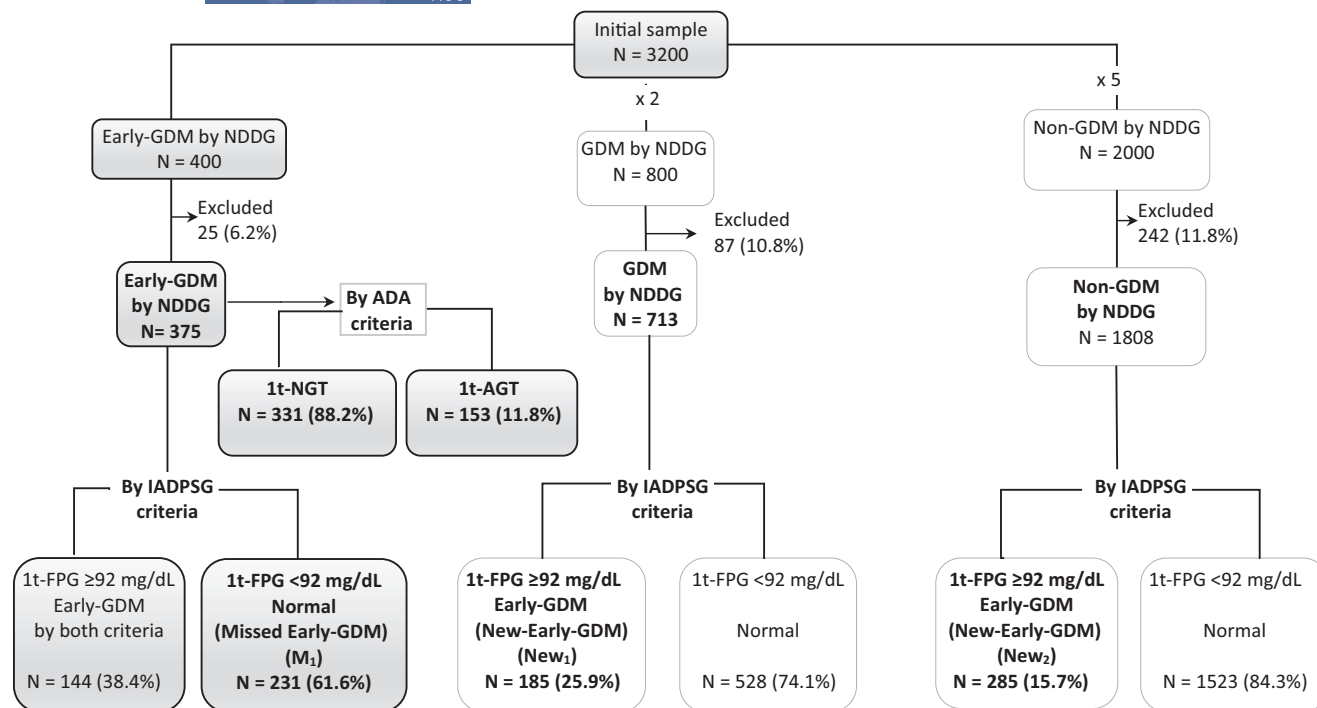 Initial sample
N = 3200
x 2
x 5
Early-GDM by NDDG
N = 400
GDM by NDDG
N = 800
Non-GDM by NDDG
N = 2000
Excluded
25 (6.2%)
Excluded
87 (10.8%)
Excluded
242 (11.8%)
Early-GDM
by NDDG
N= 375
By ADA
criteria
GDM
by NDDG
N = 713
Non-GDM
by NDDG
N = 1808
1t-NGT
N = 331 (88.2%)
1t-AGT
N = 153 (11.8%)
By IADPSG
criteria
By IADPSG
criteria
By IADPSG
criteria
1t-FPG ≥92 mg/dL
Early-GDM
by both criteria
N = 144 (38.4%)
1t-FPG <92 mg/dL
Normal
(Missed Early-GDM)
(M₁)
N = 231 (61.6%)
1t-FPG ≥92 mg/dL
Early-GDM
(New-Early-GDM)
(New₁)
N = 185 (25.9%)
1t-FPG <92 mg/dL
Normal
N = 528 (74.1%)
1t-FPG ≥92 mg/dL
Early-GDM
(New-Early-GDM)
(New₂)
N = 285 (15.7%)
1t-FPG <92 mg/dL
Normal
N = 1523 (84.3%)